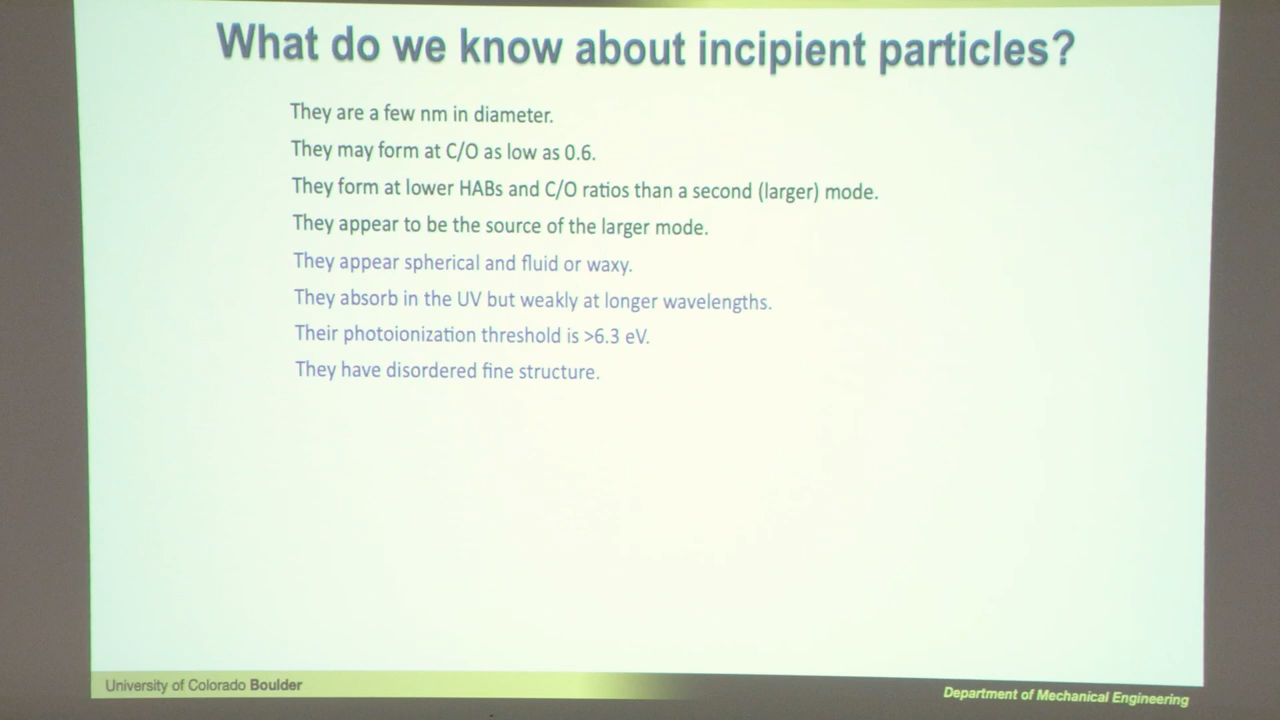 What do we know about incipient particles?
They are a few nm in diameter.
They may form at C/O as low as 0.6.
They form at lower HABs and C/O ratios than a second (larger) mode.
They appear to be the source of the larger mode.
They appear spherical and fluid or waxy.
They absorb in the UV but weakly at longer wavelengths.
Their photoionization threshold is >6.3 eV.
They have disordered fine structure.
University of Colorado Boulder
Department of Mechanical Engineering